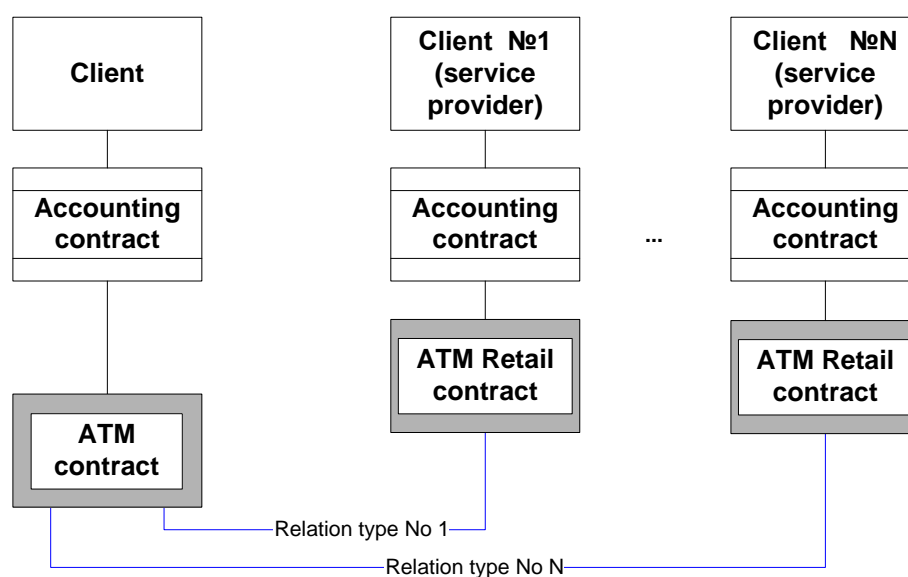 Client
Client №1
(service
provider)
Client №N
(service
provider)
Accounting
contract
Accounting
contract
...
Accounting
contract
ATM Retail
contract
ATM Retail
contract
ATM
contract
Relation type No 1
Relation type No N